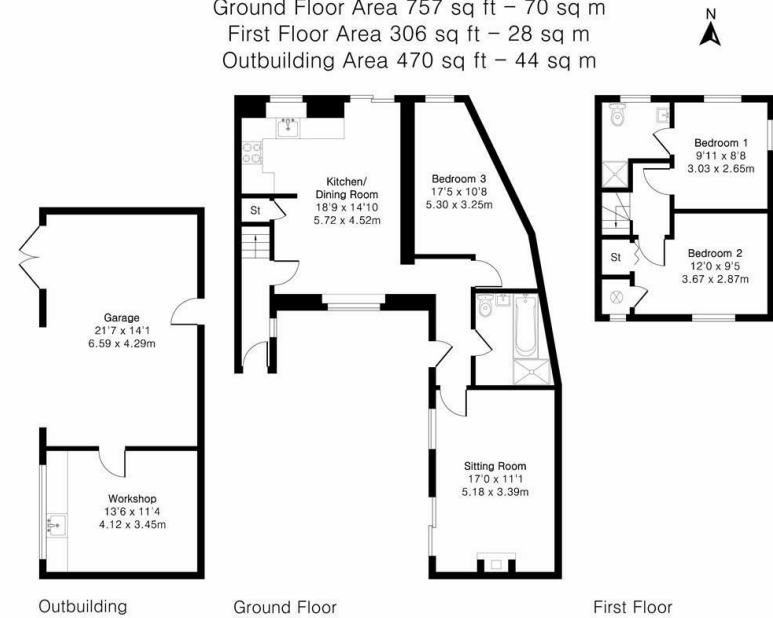 Ground Floor Area 757 sq ft – 70 sq m
First Floor Area 306 sq ft – 28 sq m
Outbuilding Area 470 sq ft – 44 sq m
N
Kitchen/
Dining Room
18'9 x 14'10
5.72 x 4.52m
St
Bedroom 3
17'5 x 10'8
5.30 x 3.25m
Bedroom 1
9'11 x 8'8
3.03 x 2.65m
Bedroom 2
12'0 x 9'5
3.67 x 2.87m
St
Garage
21'7 x 14'1
6.59 x 4.29m
Workshop
13'6 x 11'4
4.12 x 3.45m
Sitting Room
17'0 x 11'1
5.18 x 3.39m
Outbuilding
Ground Floor
First Floor